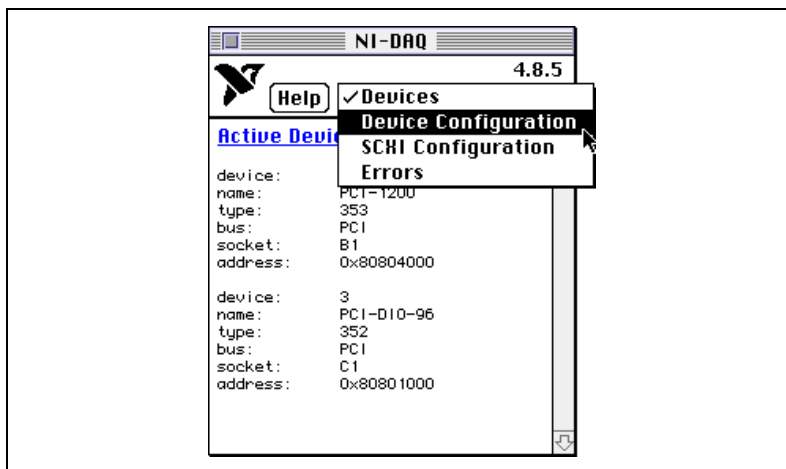 NI-DAQ
4.8.5
Help
✓Devices
Device Configuration
SCXI Configuration
Errors
Active Devi
device:
name: PCI-1200
type: 353
bus: PCI
socket: B1
address: 0x80804000
device: 3
name: PCI-DIO-96
type: 352
bus: PCI
socket: C1
address: 0x80801000